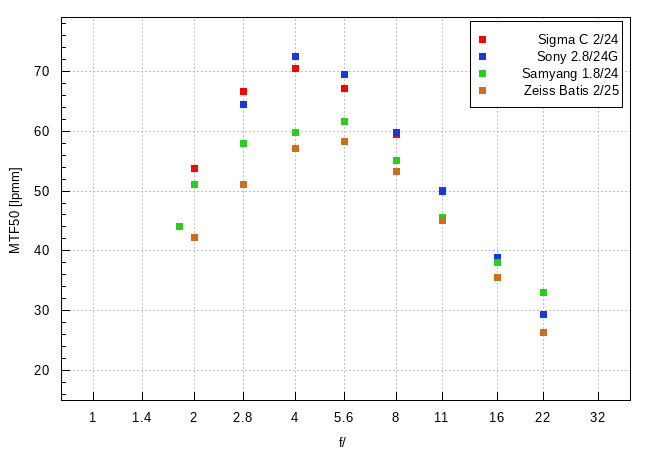 Sigma C 2/24
Sony 2.8/24G
Samyang 1.8/24
Zeiss Batis 2/25
70
60
50
40
30
20
MTF50 [lpmm]
1 1.4 2 2.8 4 5.6 8 11 16 22 32
f/